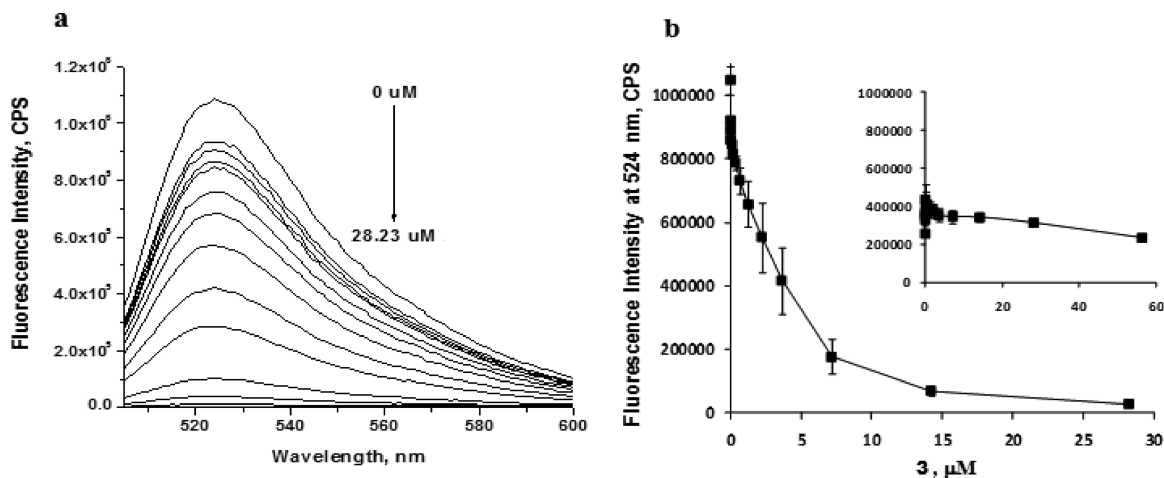 a
Fluorescence Intensity, CPS
1.2x10⁶
1.0x10⁶
8.0x10⁵
6.0x10⁵
4.0x10⁵
2.0x10⁵
0.0
0 uM
28.23 uM
520
540
560
580
600
Wavelength, nm
b
Fluorescence Intensity at 524 nm, CPS
1000000
800000
600000
400000
200000
0
0
5
10
15
20
25
30
3 , μM
1000000
800000
600000
400000
200000
0
0
20
40
60